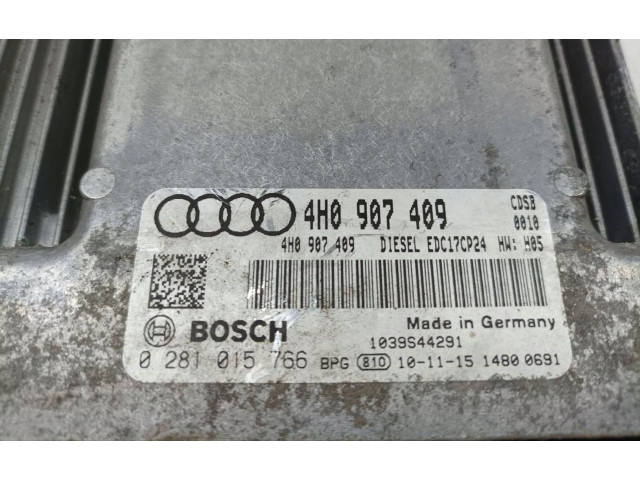 4H0 907 409 CDSB
0010
4H0 907 409 DIESEL EDC17CP24 HW: H05
BOSCH Made in Germany
1039S44291
0 281 015 766 BPG 810 10-11-15 1480 0691